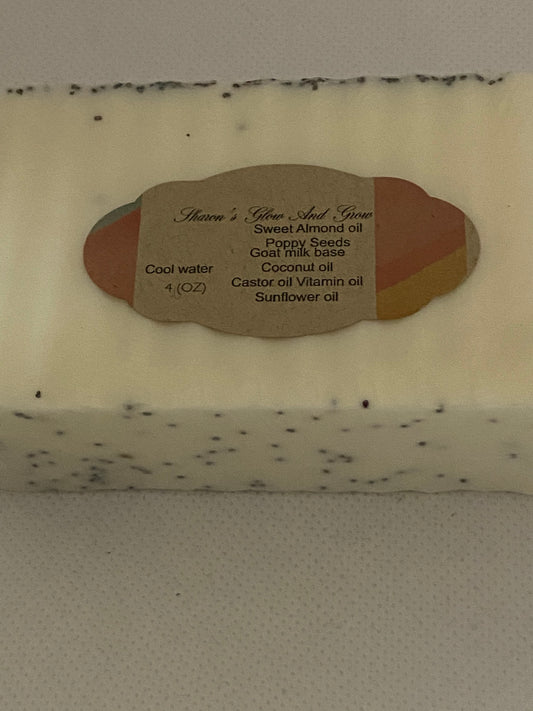 Sharon's Glow And Grow
Sweet Almond oil
Poppy Seeds
Goat milk base
Cool water
Coconut oil
4 (OZ)
Castor oil Vitamin oil
Sunflower oil